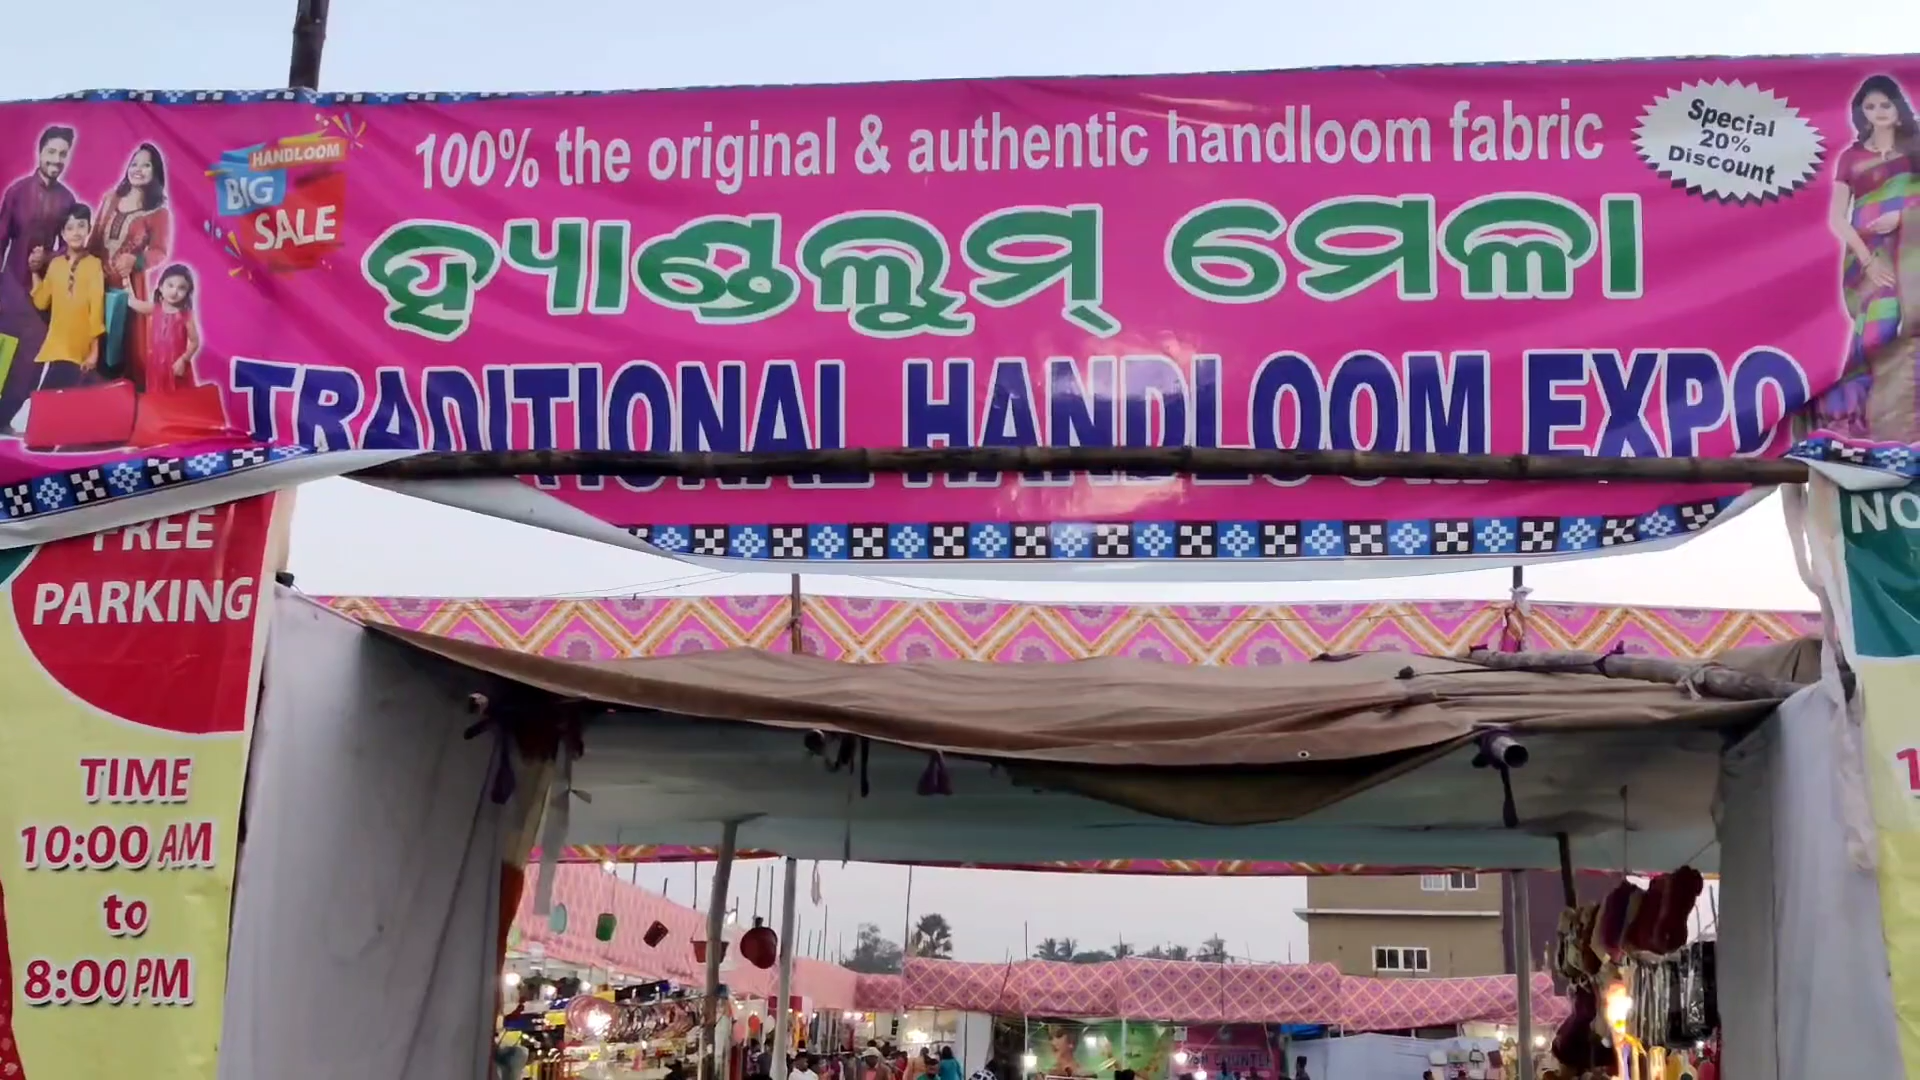 HANDLOOM
BIG
SALE
100% the original & authentic handloom fabric
Special
20%
Discount
ହ୍ୟାଣ୍ଡଲୁମ୍ ମେଳା
TRADITIONAL HANDLOOM EXPO
FREE
PARKING
TIME
10:00 AM
to
8:00 PM
NO